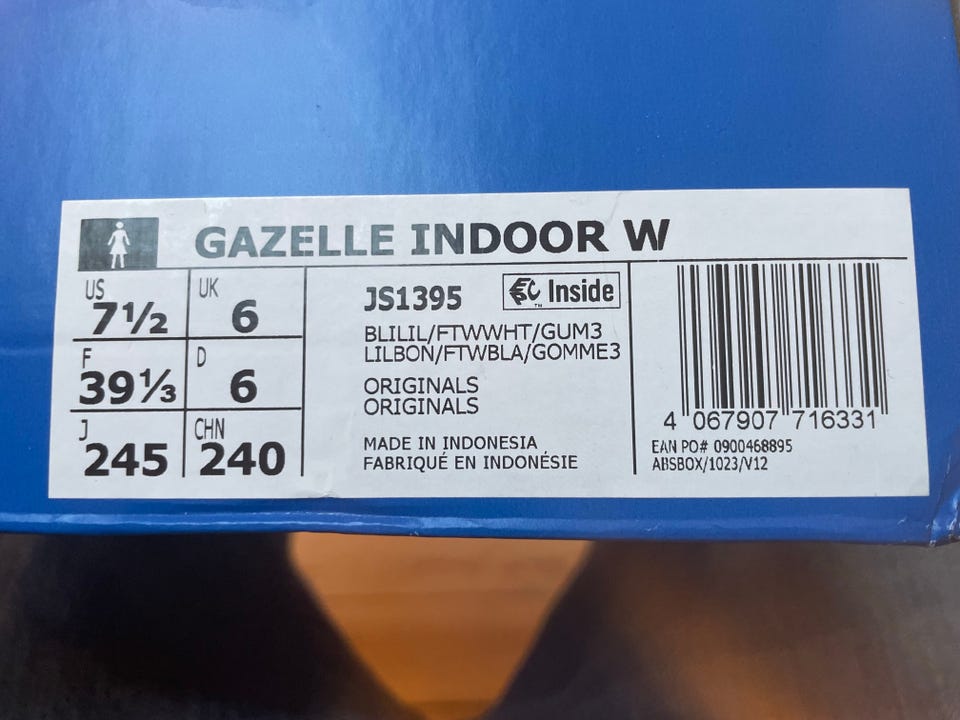 GAZELLE INDOOR W
US
7½
UK
6
F
39⅓
D
6
J
245
CHN
240
JS1395
Inside
™
BLILIL/FTWWHT/GUM3
LILBON/FTWBLA/GOMME3
ORIGINALS
ORIGINALS
MADE IN INDONESIA
FABRIQUÉ EN INDONÉSIE
4 067907 716331
EAN PO# 0900468895
ABSBOX/1023/V12